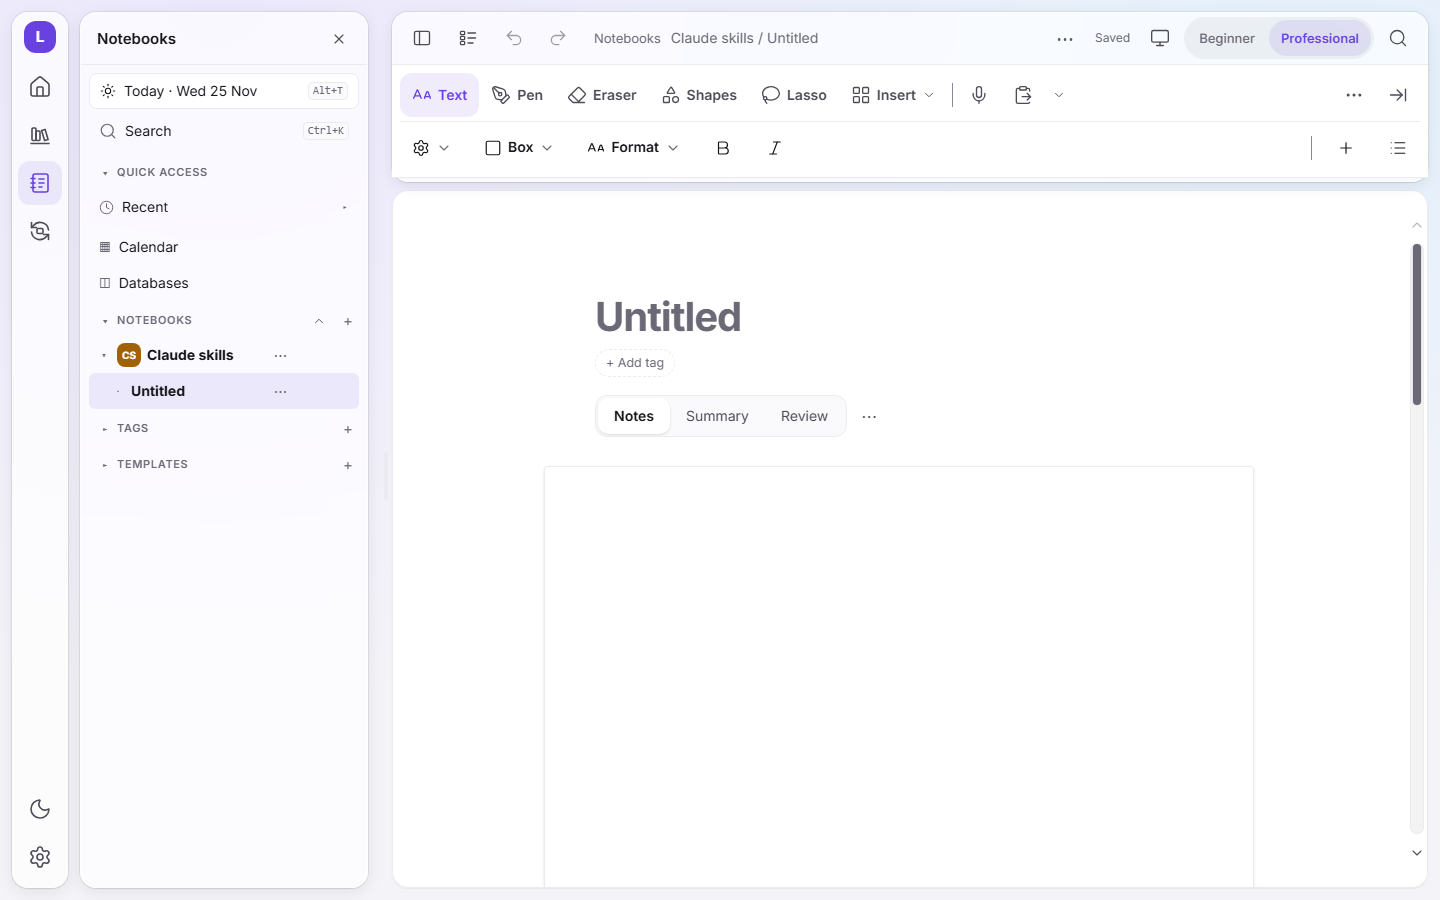 L
Notebooks
Today · Wed 25 Nov Alt+T
Search Ctrl+K
QUICK ACCESS
Recent
Calendar
Databases
NOTEBOOKS
CS Claude skills
Untitled
TAGS
TEMPLATES
Notebooks Claude skills / Untitled
Saved
Beginner Professional
AA Text Pen Eraser Shapes Lasso Insert
Box AA Format B I
Untitled
+ Add tag
Notes Summary Review